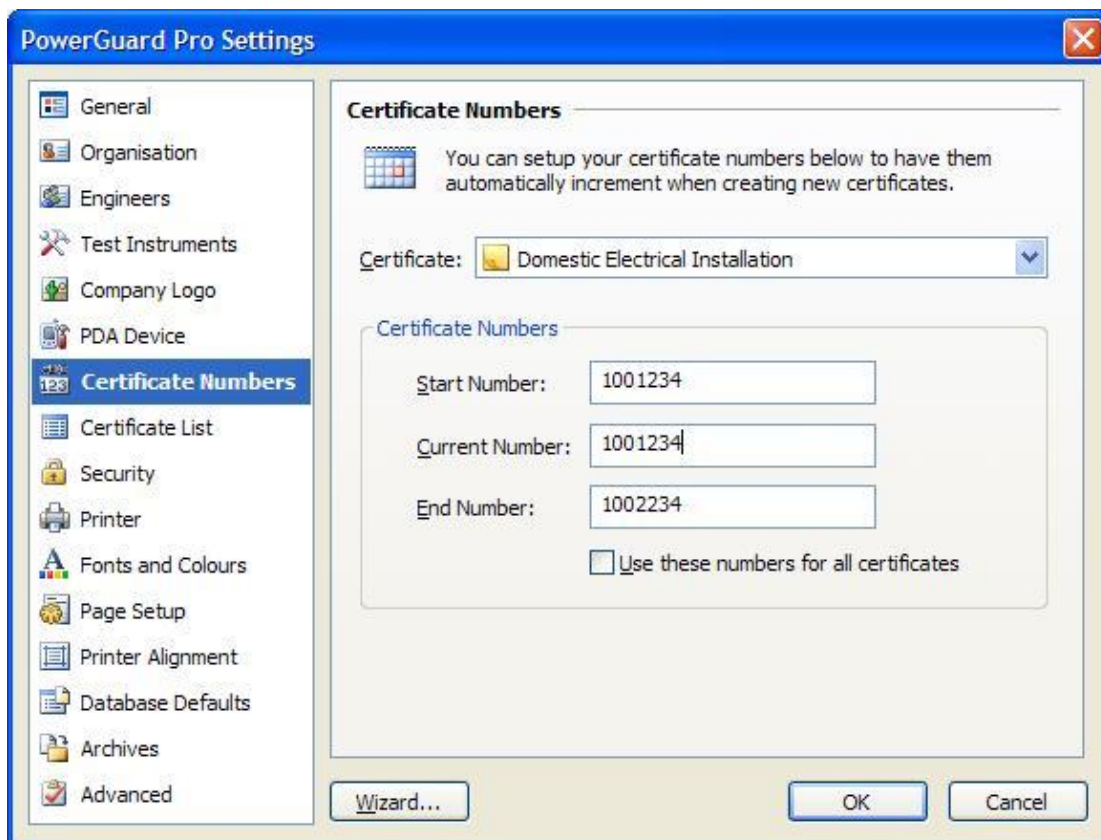 PowerGuard Pro Settings
General
Organisation
Engineers
Test Instruments
Company Logo
PDA Device
Certificate Numbers
Certificate List
Security
Printer
Fonts and Colours
Page Setup
Printer Alignment
Database Defaults
Archives
Advanced
Certificate Numbers
You can setup your certificate numbers below to have them
automatically increment when creating new certificates.
Certificate: Domestic Electrical Installation
Certificate Numbers
Start Number: 1001234
Current Number: 1001234
End Number: 1002234
Use these numbers for all certificates
Wizard... OK Cancel